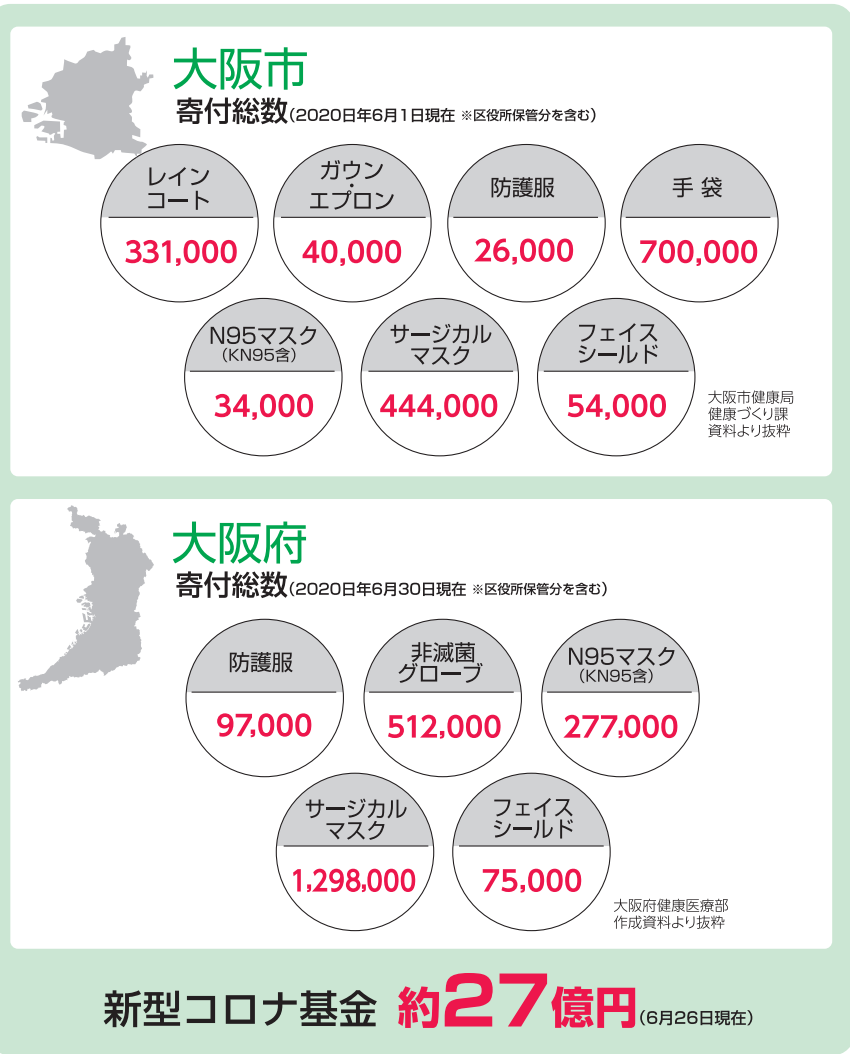 大阪市
寄付総数(2020日年6月1日現在 ※区役所保管分を含む)
レイン
コート
331,000
ガウン
・
エプロン
40,000
防護服
26,000
手袋
700,000
N95マスク
(KN95含)
34,000
サージカル
マスク
444,000
フェイス
シールド
54,000
大阪市健康局
健康づくり課
資料より抜粋
大阪府
寄付総数(2020日年6月30日現在 ※区役所保管分を含む)
防護服
97,000
非滅菌
グローブ
512,000
N95マスク
(KN95含)
277,000
サージカル
マスク
1,298,000
フェイス
シールド
75,000
大阪府健康医療部
作成資料より抜粋
新型コロナ基金 約27億円(6月26日現在)